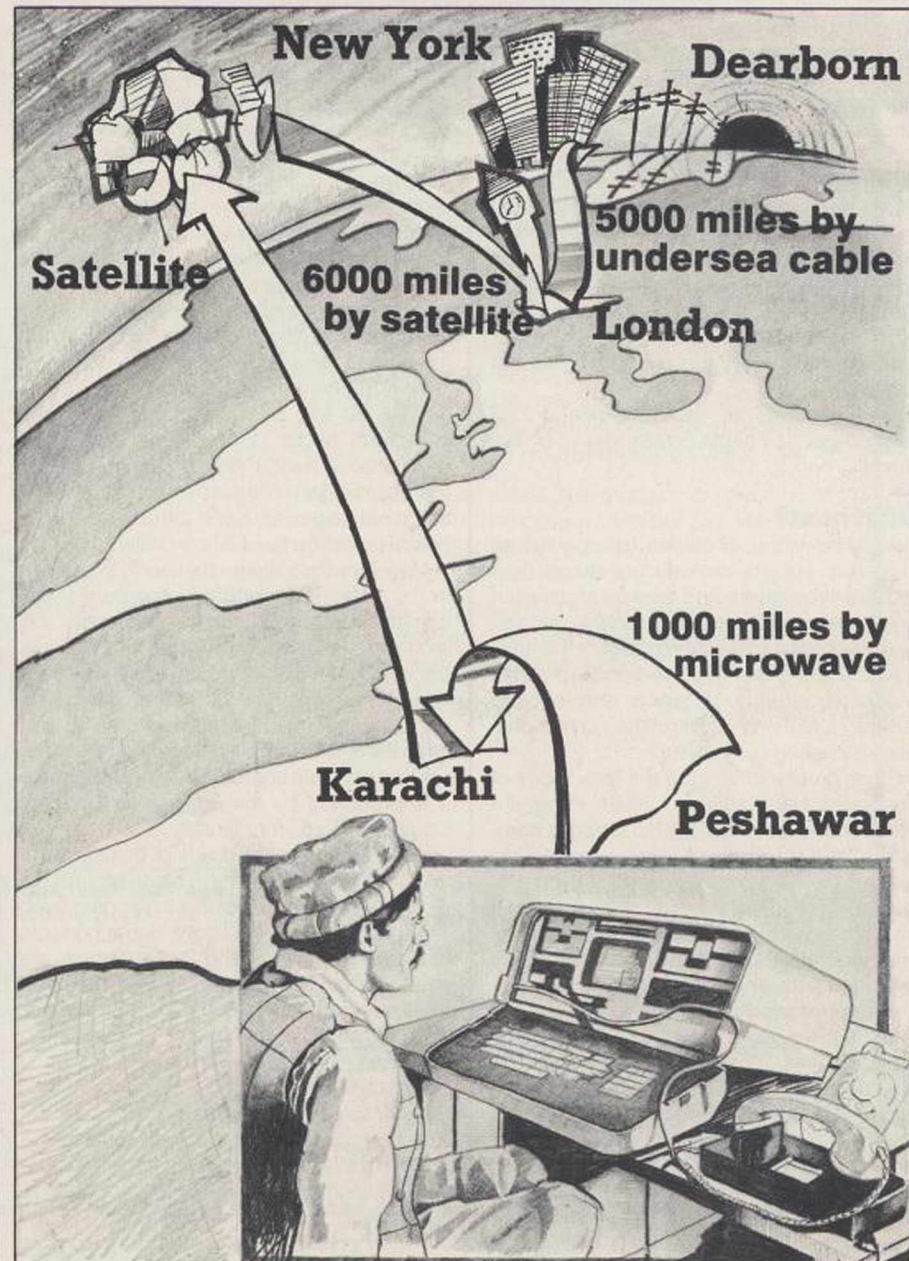 New York
Dearborn
Satellite
6000 miles
by satellite
5000 miles by
undersea cable
London
1000 miles by
microwave
Karachi
Peshawar